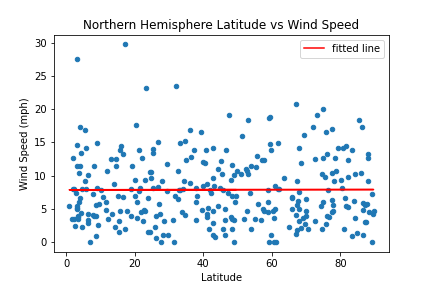 Northern Hemisphere Latitude vs Wind Speed
fitted line
30
25
20
15
10
5
0
Wind Speed (mph)
0 20 40 60 80
Latitude